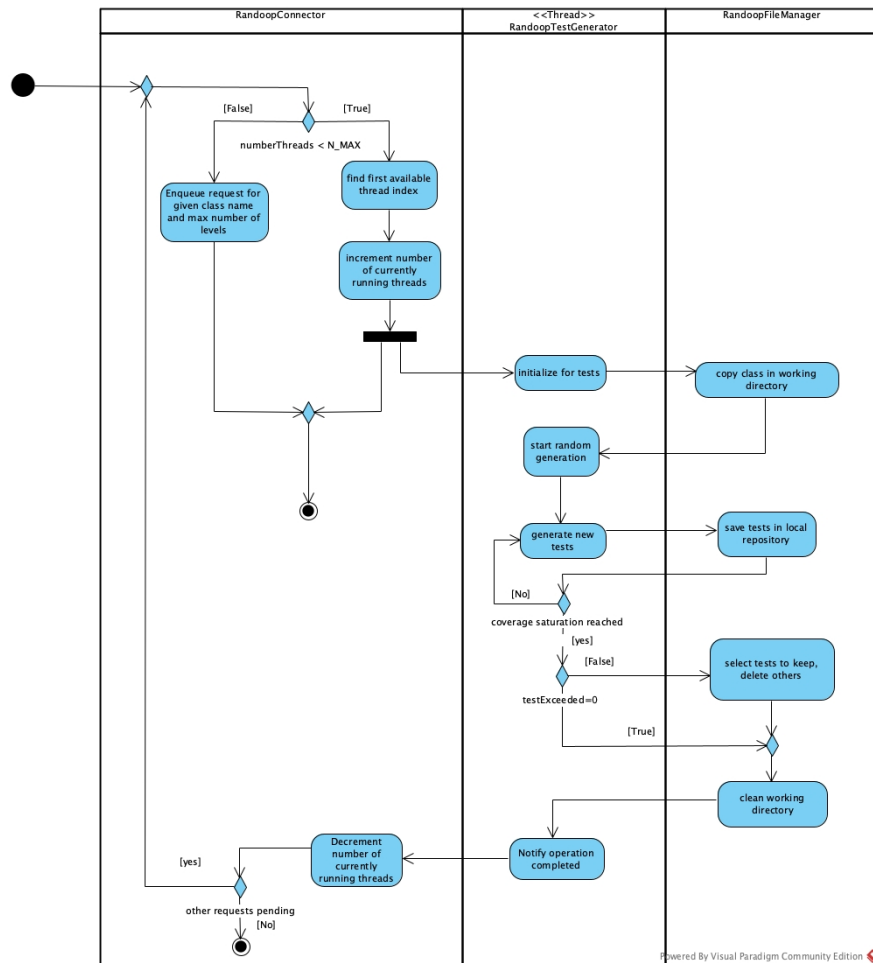 RandoopConnector
<<Thread>>
RandoopTestGenerator
RandoopFileManager
[False]
[True]
numberThreads < N_MAX
Enqueue request for
given class name
and max number of
levels
find first available
thread index
increment number
of currently
running threads
initialize for tests
copy class in working
directory
start random
generation
generate new
tests
save tests in local
repository
[No]
coverage saturation reached
[yes]
[False]
select tests to keep,
delete others
testExceeded=0
[True]
clean working
directory
Notify operation
completed
Decrement
number of
currently
running threads
[yes]
other requests pending
[No]
Powered By Visual Paradigm Community Edition